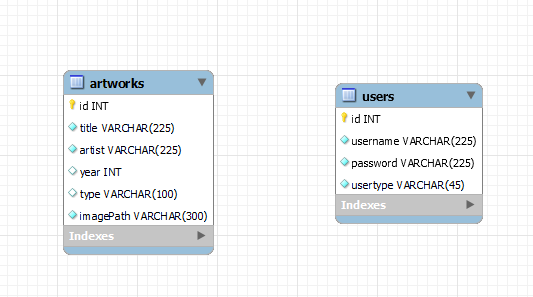 artworks
id INT
title VARCHAR(225)
artist VARCHAR(225)
year INT
type VARCHAR(100)
imagePath VARCHAR(300)
Indexes
users
id INT
username VARCHAR(225)
password VARCHAR(225)
usertype VARCHAR(45)
Indexes